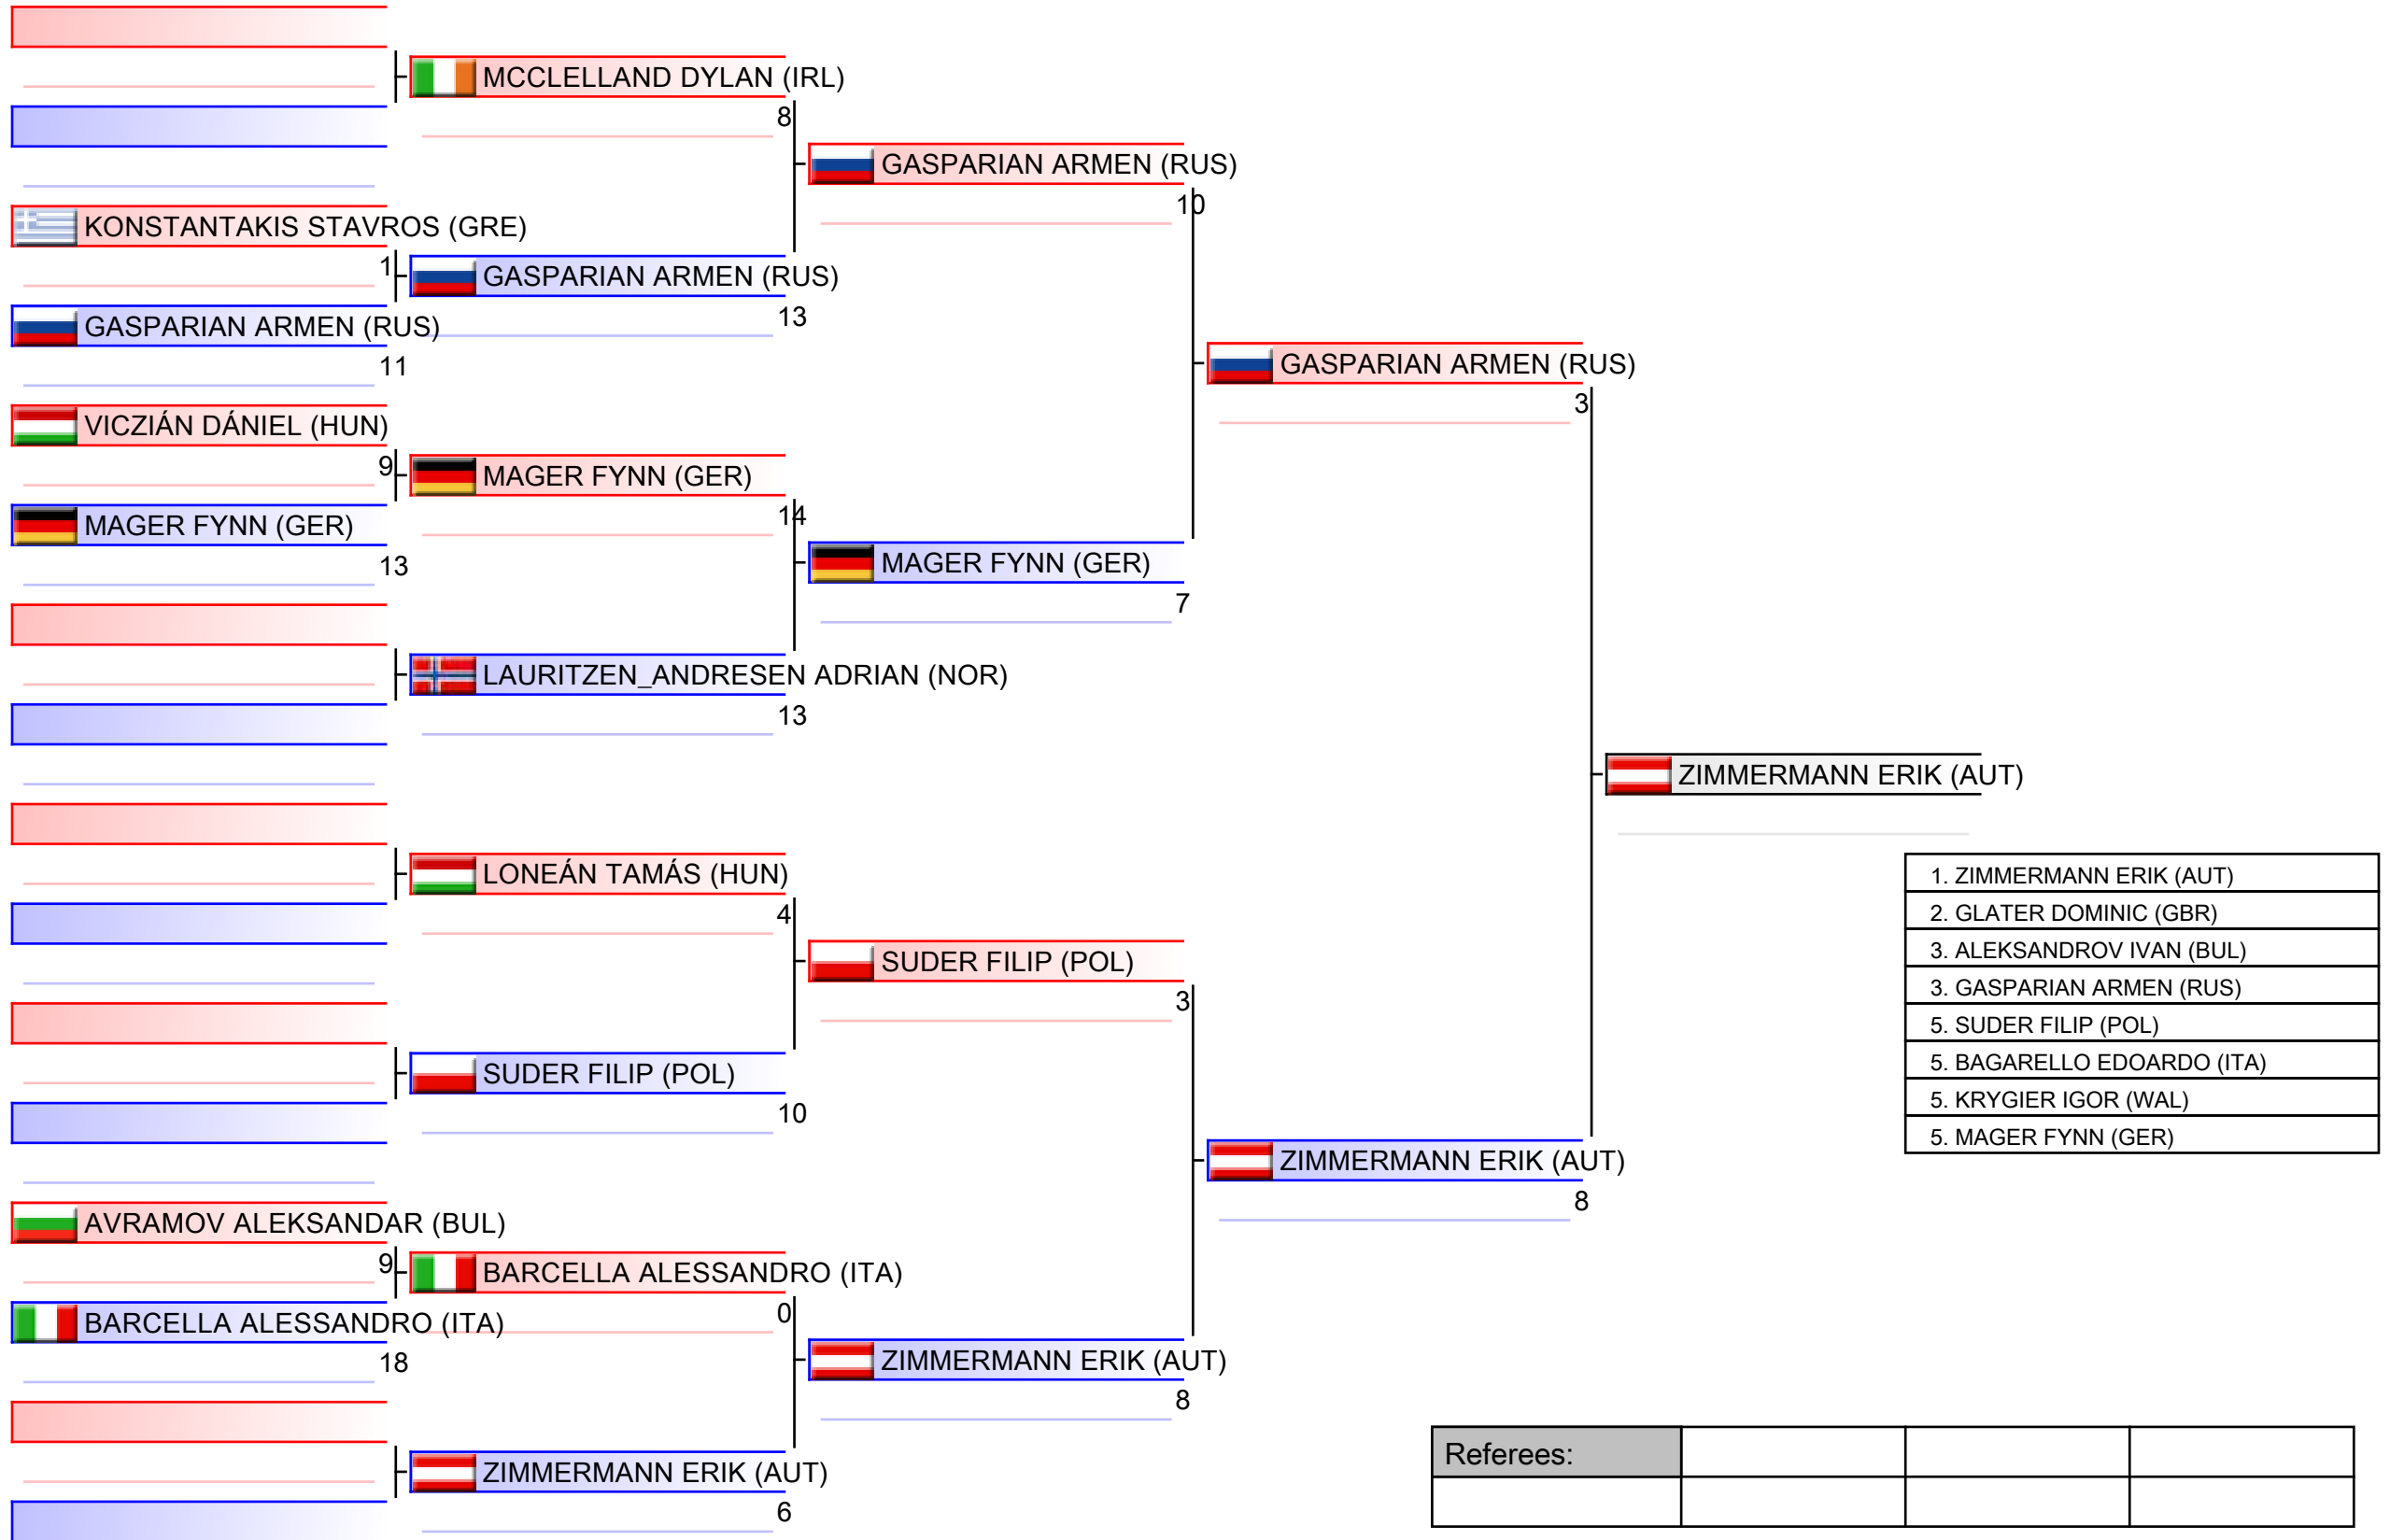 MCCLELLAND DYLAN (IRL)
8
GASPARIAN ARMEN (RUS)
10
KONSTANTAKIS STAVROS (GRE)
1
GASPARIAN ARMEN (RUS)
13
GASPARIAN ARMEN (RUS)
11
GASPARIAN ARMEN (RUS)
3
VICZIÁN DÁNIEL (HUN)
9
MAGER FYNN (GER)
14
MAGER FYNN (GER)
13
MAGER FYNN (GER)
7
LAURITZEN_ANDRESEN ADRIAN (NOR)
13
ZIMMERMANN ERIK (AUT)
LONEÁN TAMÁS (HUN)
4
SUDER FILIP (POL)
3
SUDER FILIP (POL)
10
ZIMMERMANN ERIK (AUT)
8
AVRAMOV ALEKSANDAR (BUL)
9
BARCELLA ALESSANDRO (ITA)
0
BARCELLA ALESSANDRO (ITA)
18
ZIMMERMANN ERIK (AUT)
8
ZIMMERMANN ERIK (AUT)
6
1. ZIMMERMANN ERIK (AUT)
2. GLATER DOMINIC (GBR)
3. ALEKSANDROV IVAN (BUL)
3. GASPARIAN ARMEN (RUS)
5. SUDER FILIP (POL)
5. BAGARELLO EDOARDO (ITA)
5. KRYGIER IGOR (WAL)
5. MAGER FYNN (GER)
Referees: